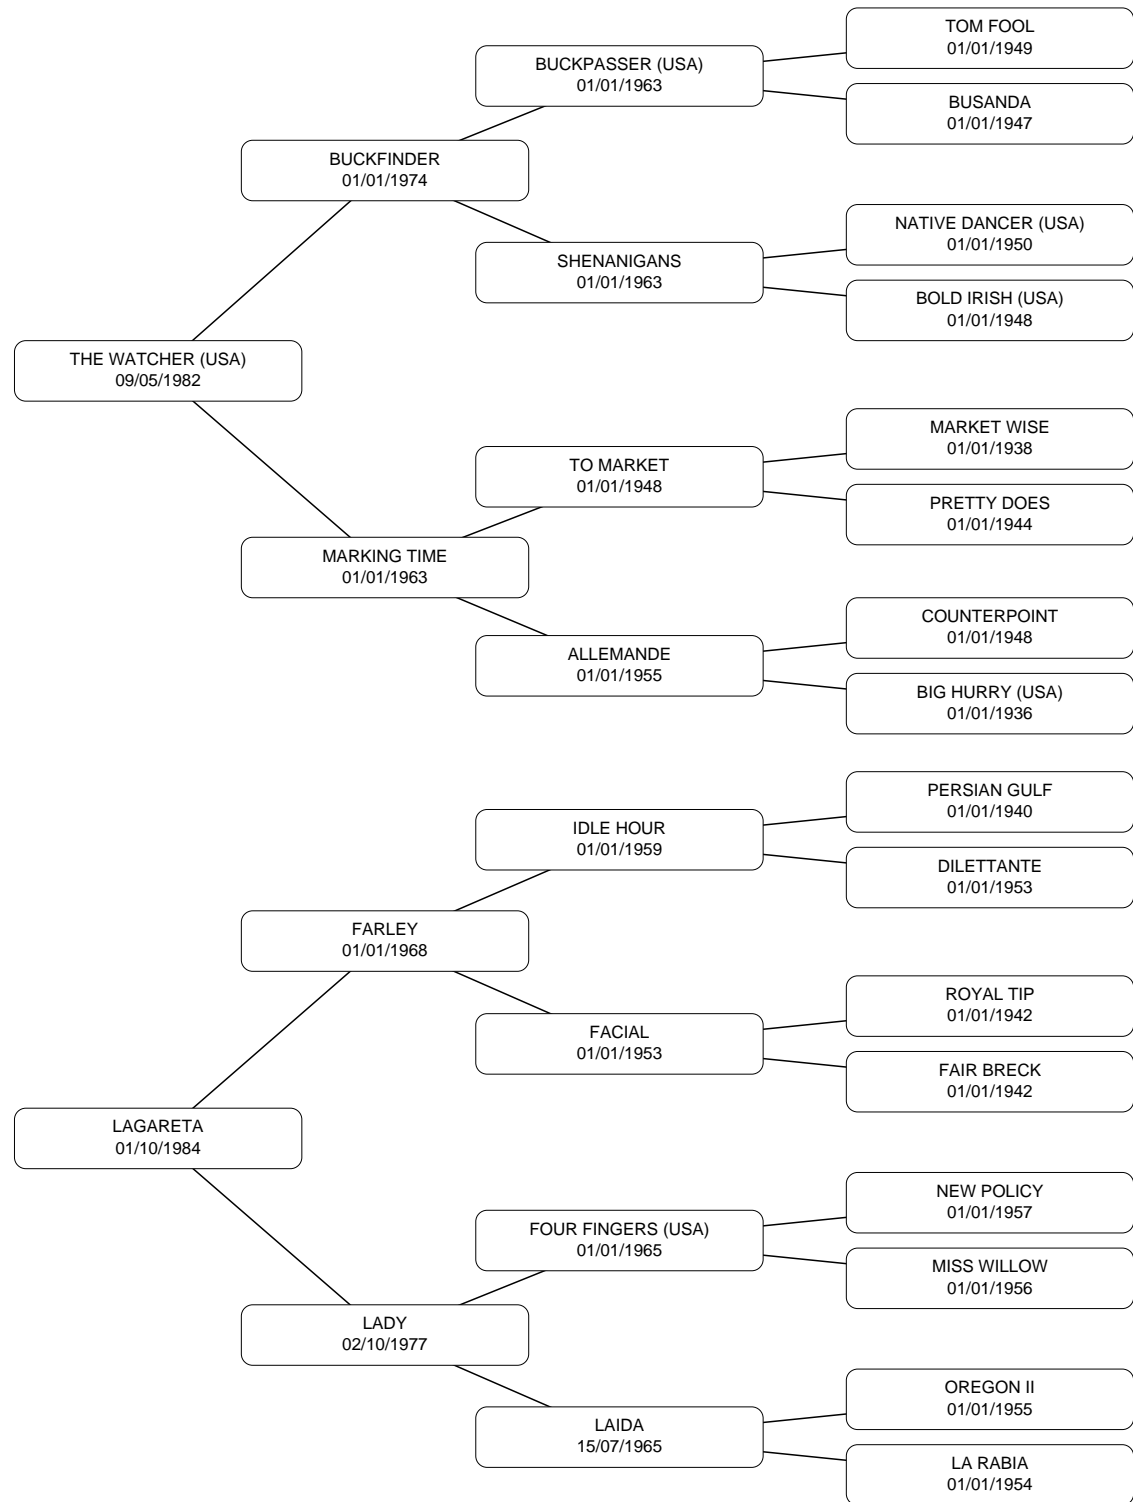 TOM FOOL
01/01/1949
BUCKPASSER (USA)
01/01/1963
BUSANDA
01/01/1947
BUCKFINDER
01/01/1974
NATIVE DANCER (USA)
01/01/1950
SHENANIGANS
01/01/1963
BOLD IRISH (USA)
01/01/1948
THE WATCHER (USA)
09/05/1982
MARKET WISE
01/01/1938
TO MARKET
01/01/1948
PRETTY DOES
01/01/1944
MARKING TIME
01/01/1963
COUNTERPOINT
01/01/1948
ALLEMANDE
01/01/1955
BIG HURRY (USA)
01/01/1936
PERSIAN GULF
01/01/1940
IDLE HOUR
01/01/1959
DILETTANTE
01/01/1953
FARLEY
01/01/1968
ROYAL TIP
01/01/1942
FACIAL
01/01/1953
FAIR BRECK
01/01/1942
LAGARETA
01/10/1984
NEW POLICY
01/01/1957
FOUR FINGERS (USA)
01/01/1965
MISS WILLOW
01/01/1956
LADY
02/10/1977
OREGON II
01/01/1955
LAIDA
15/07/1965
LA RABIA
01/01/1954